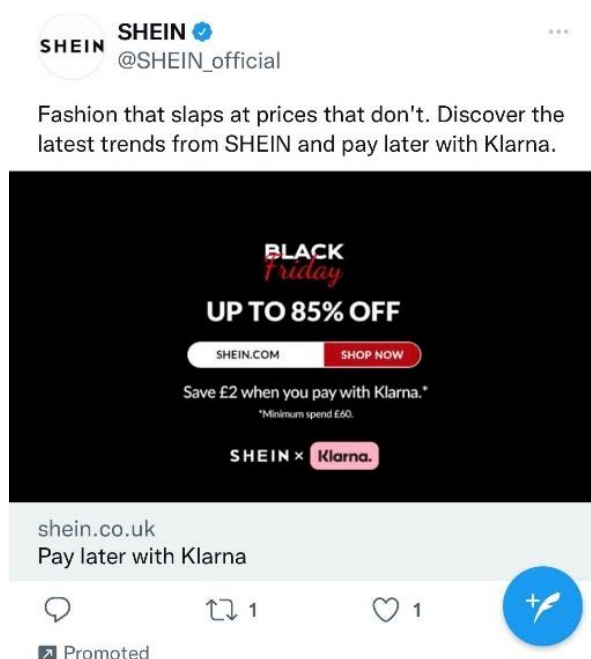 SHEIN
SHEIN
@SHEIN_official
Fashion that slaps at prices that don't. Discover the
latest trends from SHEIN and pay later with Klarna.
BLACK
Friday
UP TO 85% OFF
SHEIN.COM SHOP NOW
Save £2 when you pay with Klarna.*
*Minimum spend £60.
SHEIN × Klarna.
shein.co.uk
Pay later with Klarna
1 1
Promoted